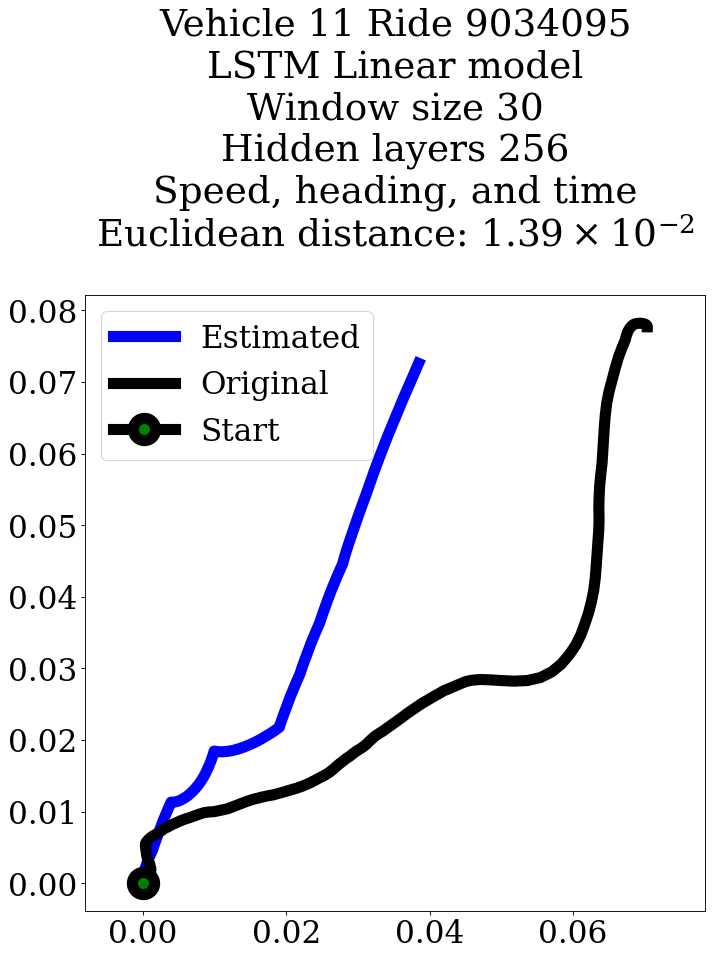 Vehicle 11 Ride 9034095
LSTM Linear model
Window size 30
Hidden layers 256
Speed, heading, and time
Euclidean distance: 1.39 × 10⁻²
Estimated
Original
Start
0.08
0.07
0.06
0.05
0.04
0.03
0.02
0.01
0.00
0.00 0.02 0.04 0.06